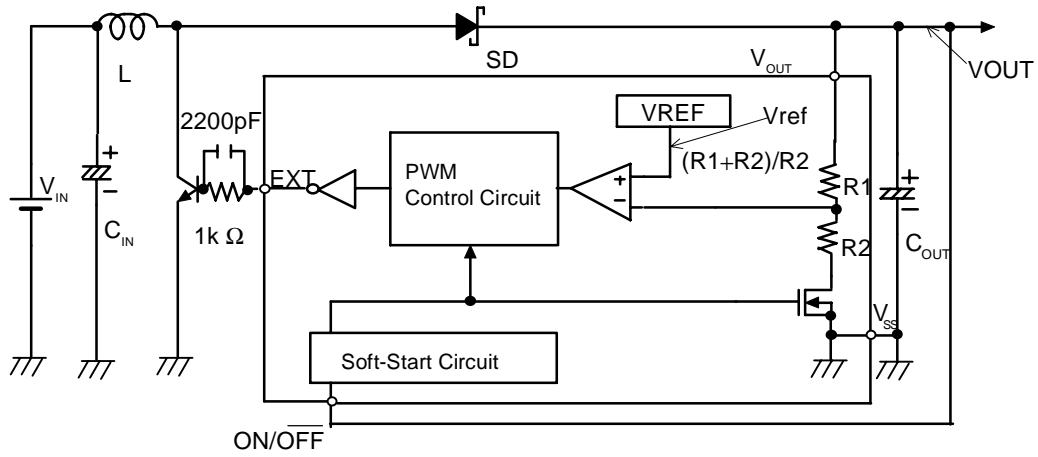 L
SD
V_OUT
VOUT
2200pF
VREF
Vref
(R1+R2)/R2
V_IN
+
−
C_IN
EXT
PWM
Control Circuit
+
−
R1
+
−
1k Ω
R2
C_OUT
V_SS
Soft-Start Circuit
ON/O̅F̅F̅